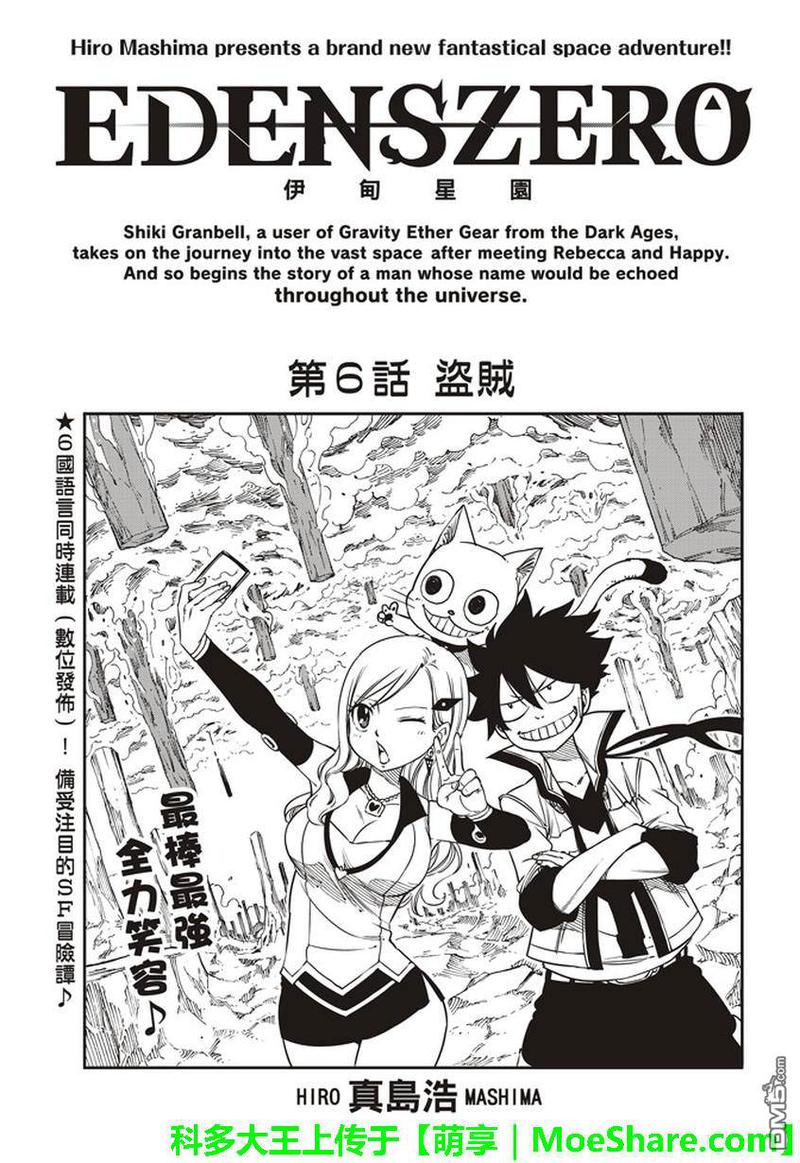 Hiro Mashima presents a brand new fantastical space adventure!!
EDENSZERO
伊甸星園
Shiki Granbell, a user of Gravity Ether Gear from the Dark Ages,
takes on the journey into the vast space after meeting Rebecca and Happy.
And so begins the story of a man whose name would be echoed
throughout the universe.
第6話 盜賊
★6國語言同時連載(數位發佈)！備受注目的SF冒險譚♪
最棒最強
全力笑容♪
HIRO 真島浩 MASHIMA
DM5.com
科多大王上传于【萌享｜MoeShare.com】